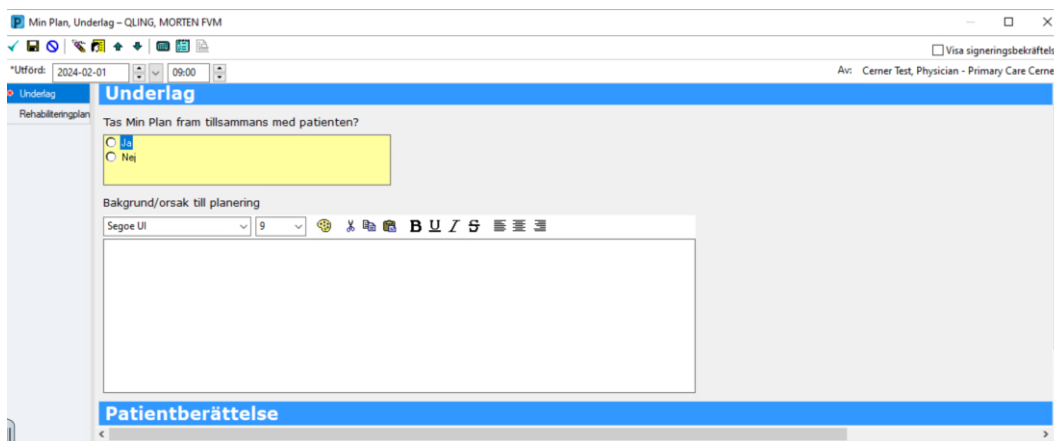 Min Plan, Underlag – QLING, MORTEN FVM
Visa signeringsbekräftels
*Utförd: 2024-02-01 09:00 Av: Cerner Test, Physician - Primary Care Cerne
Underlag
Rehabiliteringplan
Underlag
Tas Min Plan fram tillsammans med patienten?
Ja
Nej
Bakgrund/orsak till planering
Segoe UI 9 B U I S
Patientberättelse